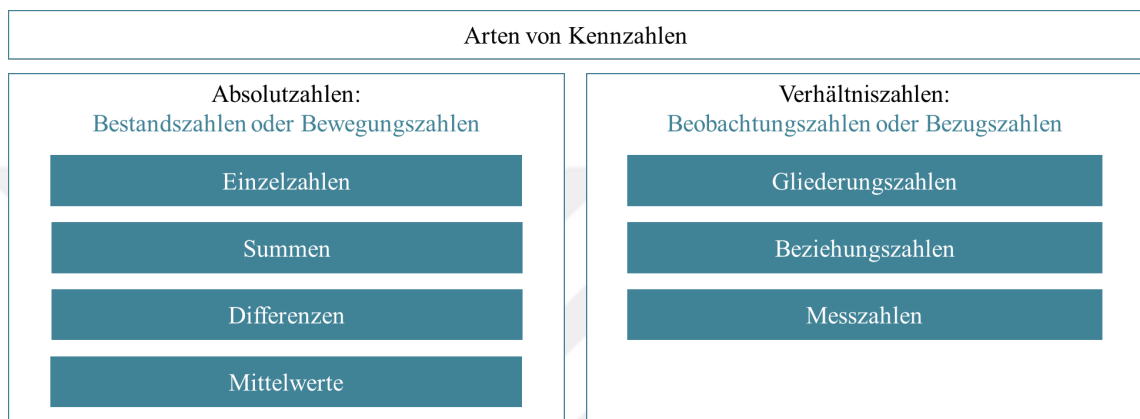 Arten von Kennzahlen
Absolutzahlen:
Bestandszahlen oder Bewegungszahlen
Einzelzahlen
Summen
Differenzen
Mittelwerte
Verhältniszahlen:
Beobachtungszahlen oder Bezugszahlen
Gliederungszahlen
Beziehungszahlen
Messzahlen